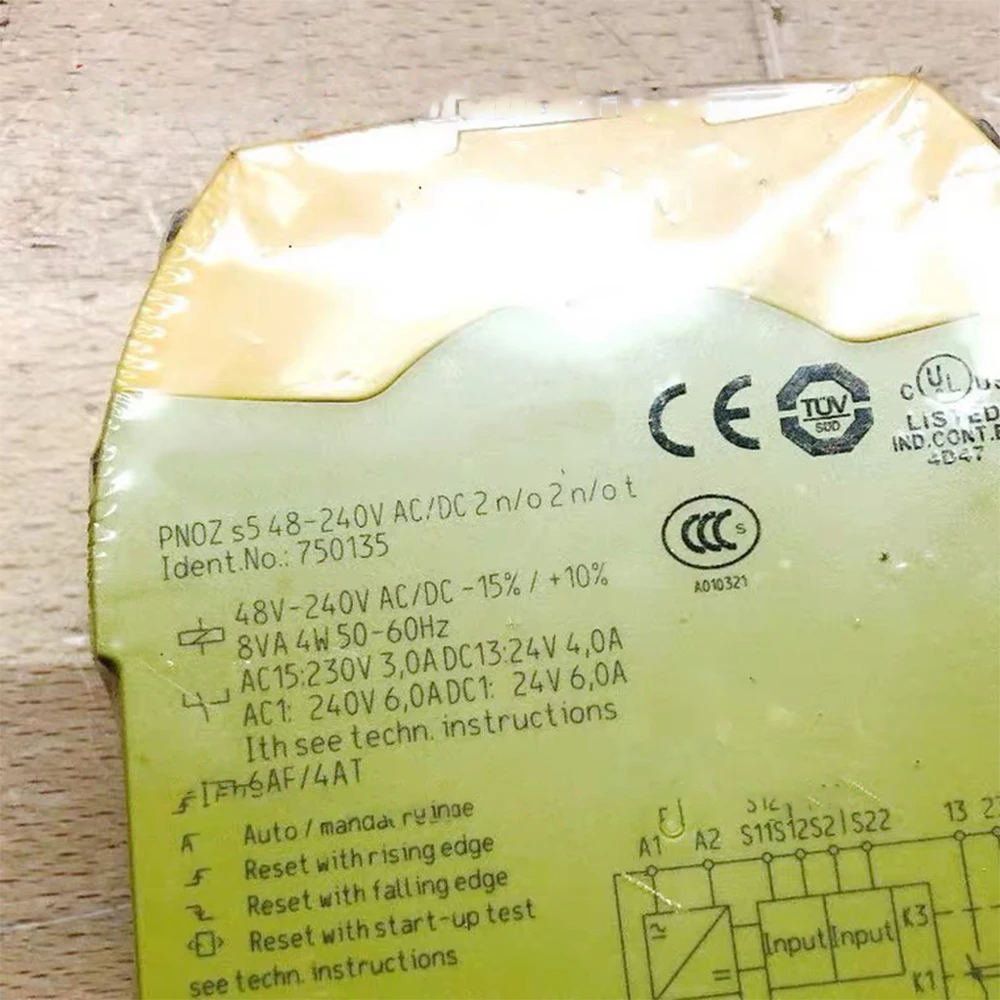 CE
TÜV
SÜD
c UL us
LISTED
IND.CONT.E
4D47
PNOZ s5 48-240V AC/DC 2 n/o 2 n/o t
Ident.No.: 750135
CCC S
A010321
48V-240V AC/DC -15% / +10%
8VA 4W 50-60Hz
AC15:230V 3,0A DC13:24V 4,0A
AC1: 240V 6,0A DC1: 24V 6,0A
Ith see techn. instructions
6AF/4AT
Auto /
Reset with rising edge
Reset with falling edge
Reset with start-up test
see techn. instructions
A1 A2 S11 S12 S21 S22 13
Input Input K3
K1